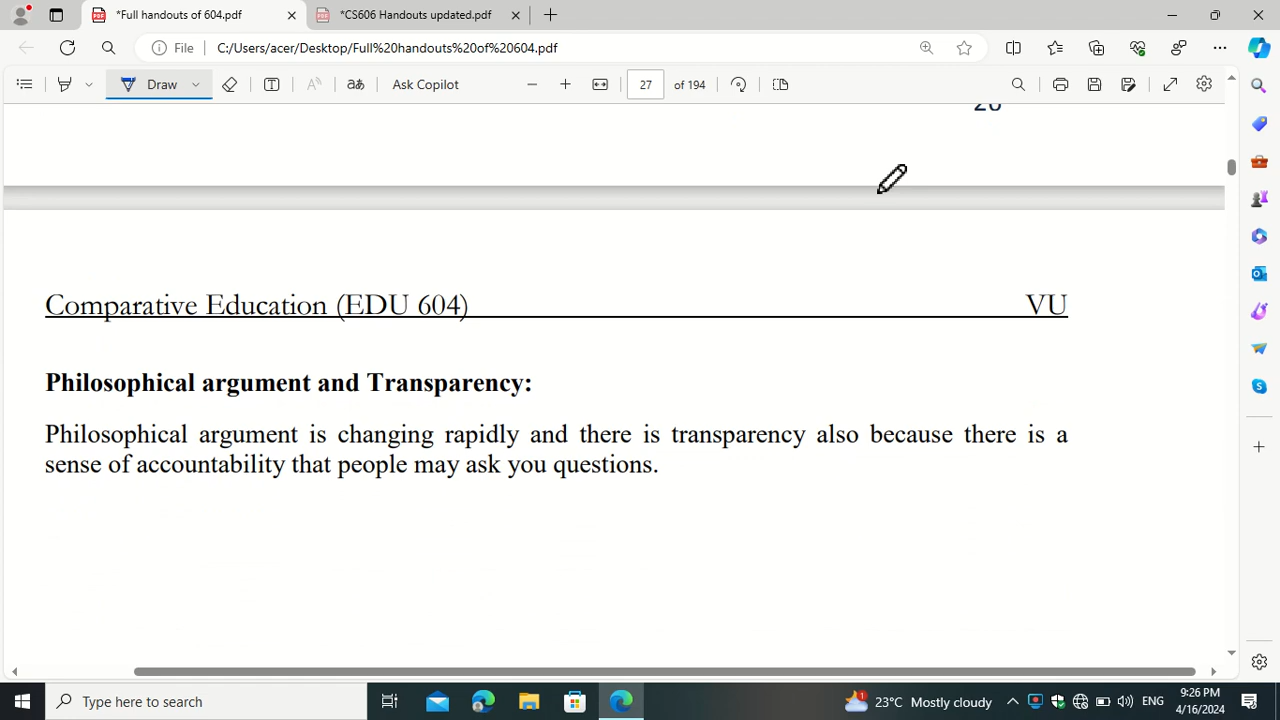 *Full handouts of 604.pdf
*CS606 Handouts updated.pdf
File C:/Users/acer/Desktop/Full%20handouts%20of%20604.pdf
Draw
aあ
Ask Copilot
27 of 194
Comparative Education (EDU 604) VU
Philosophical argument and Transparency:
Philosophical argument is changing rapidly and there is transparency also because there is a
sense of accountability that people may ask you questions.
Type here to search
23°C Mostly cloudy
ENG
9:26 PM
4/16/2024